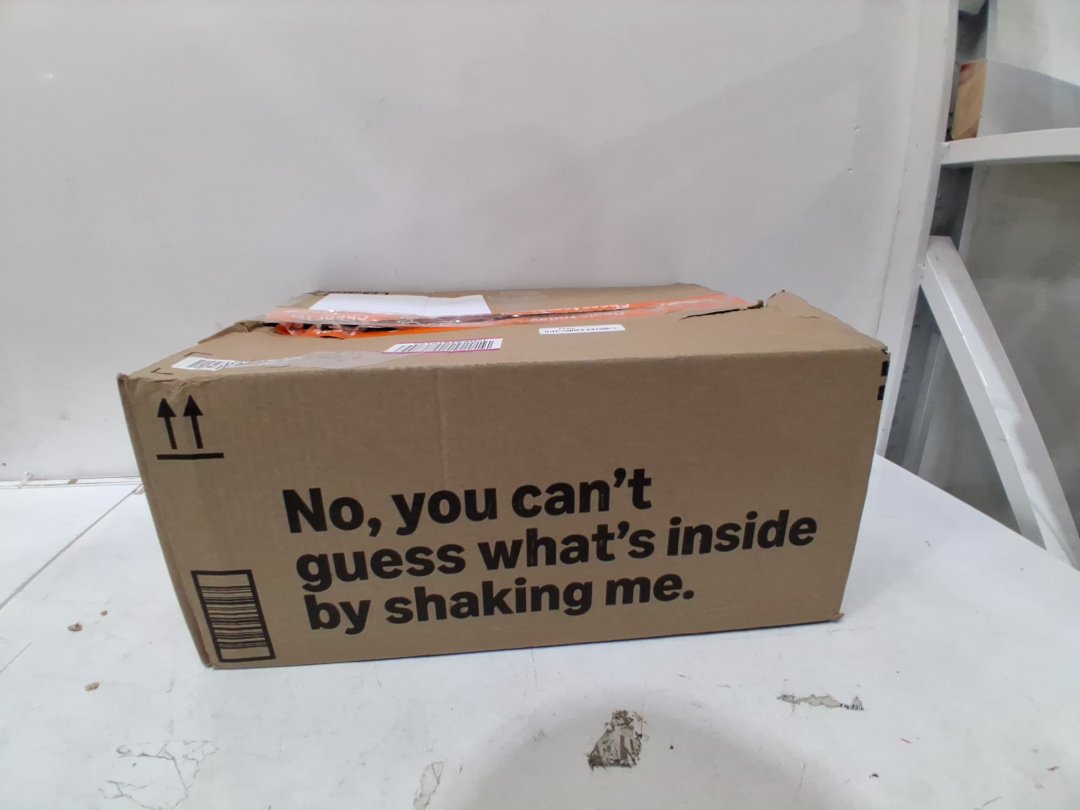 No, you can't
guess what's inside
by shaking me.